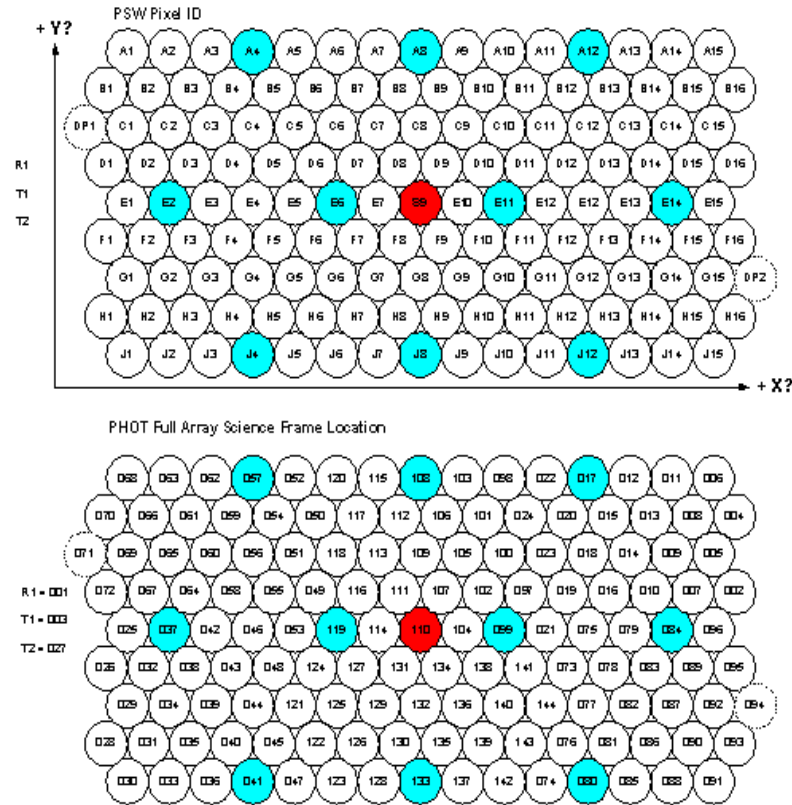 PSW Pixel ID
+ Y?
A1 A2 A3 A4 A5 A6 A7 A8 A9 A10 A11 A12 A13 A14 A15
B1 B2 B3 B4 B5 B6 B7 B8 B9 B10 B11 B12 B13 B14 B15 B16
DP1 C1 C2 C3 C4 C5 C6 C7 C8 C9 C10 C11 C12 C13 C14 C15
R1 D1 D2 D3 D4 D5 D6 D7 D8 D9 D10 D11 D12 D13 D14 D15 D16
T1 E1 E2 E3 E4 E5 E6 E7 E9 E10 E11 E12 E12 E13 E14 E15
T2
F1 F2 F3 F4 F5 F6 F7 F8 F9 F10 F11 F12 F13 F14 F15 F16
G1 G2 G3 G4 G5 G6 G7 G8 G9 G10 G11 G12 G13 G14 G15 DP2
H1 H2 H3 H4 H5 H6 H7 H8 H9 H10 H11 H12 H13 H14 H15 H16
J1 J2 J3 J4 J5 J6 J7 J8 J9 J10 J11 J12 J13 J14 J15
+ X?
PHOT Full Array Science Frame Location
068 063 062 057 052 120 115 108 103 098 022 017 012 011 006
070 066 061 059 054 050 117 112 106 101 024 020 015 013 008 004
071 069 065 060 056 051 118 113 109 105 100 023 018 014 009 005
R1 = 001 072 067 064 058 055 049 116 111 107 102 097 019 016 010 007 002
T1 = 003 025 037 042 046 053 119 114 110 104 099 021 075 079 084 096
T2 = 027
026 032 038 043 048 124 127 131 134 138 141 073 078 083 089 095
029 034 039 044 121 125 129 132 136 140 144 077 082 087 092 094
028 031 035 040 045 122 126 130 135 139 143 076 081 086 090 093
030 033 036 041 047 123 128 133 137 142 074 080 085 088 091